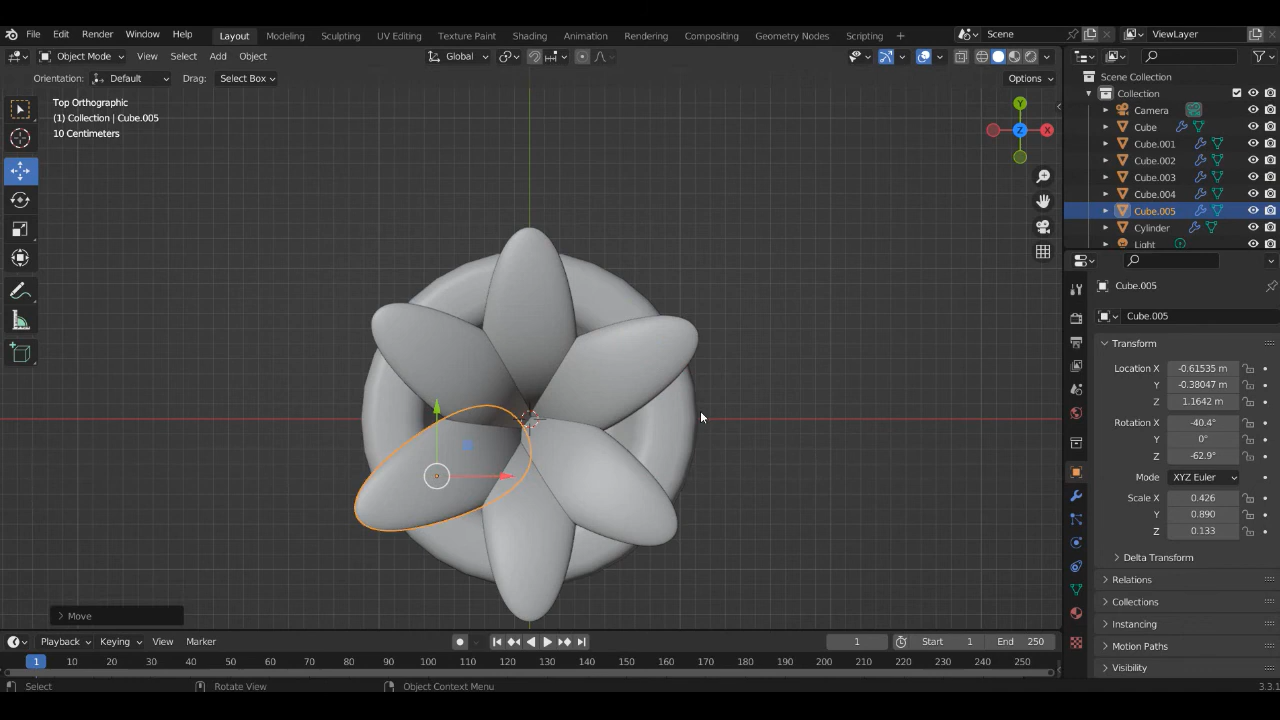 File Edit Render Window Help Layout Modeling Sculpting UV Editing Texture Paint Shading Animation Rendering Compositing Geometry Nodes Scripting + Scene ViewLayer
Object Mode View Select Add Object Global
Orientation: Default Drag: Select Box Options
Scene Collection
Collection
Camera
Cube
Cube.001
Cube.002
Cube.003
Cube.004
Cube.005
Cylinder
Light
Top Orthographic
(1) Collection | Cube.005
10 Centimeters
Y
Z X
Cube.005
Cube.005
Transform
Location X -0.61535 m
Y -0.38047 m
Z 1.1642 m
Rotation X -40.4°
Y 0°
Z -62.9°
Mode XYZ Euler
Scale X 0.426
Y 0.890
Z 0.133
Delta Transform
Relations
Collections
Instancing
Motion Paths
Visibility
Move
Playback Keying View Marker 1 Start 1 End 250
1 10 20 30 40 50 60 70 80 90 100 110 120 130 140 150 160 170 180 190 200 210 220 230 240 250
Select Rotate View Object Context Menu 3.3.1